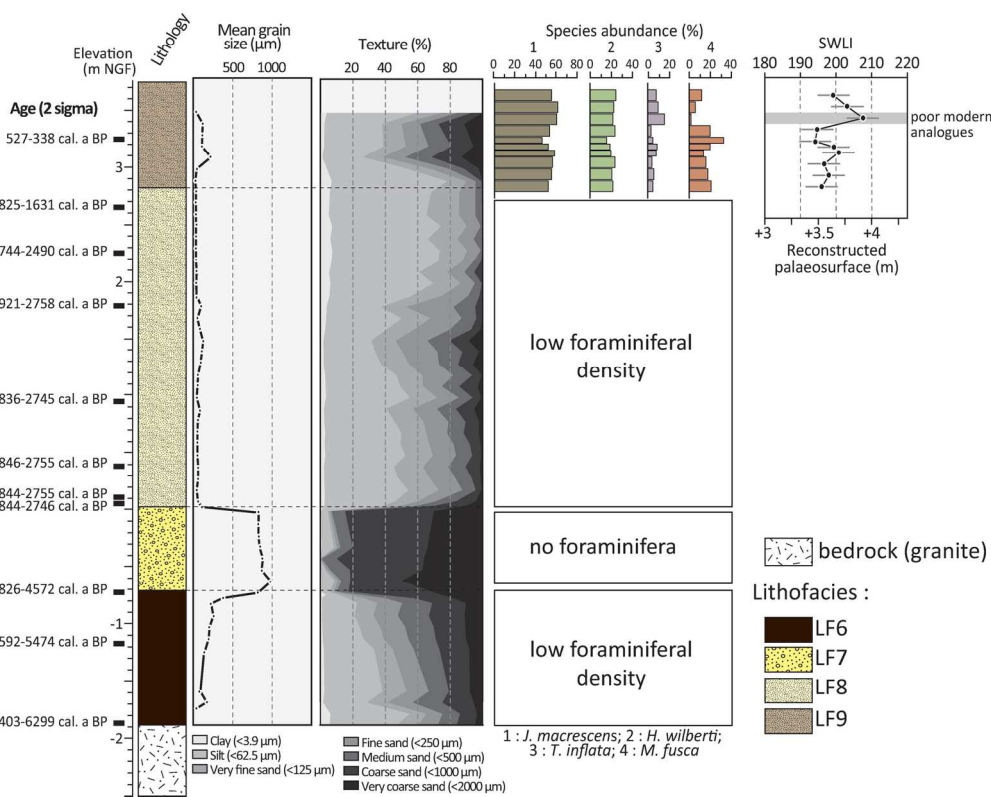 Elevation
(m NGF)
Lithology
Mean grain
size (µm)
500 1000
Texture (%)
20 40 60 80
Species abundance (%)
1 2 3 4
0 20 40 60 80 0 20 40 0 20 0 20 40
SWLI
180 190 200 210 220
poor modern
analogues
+3 +3.5 +4
Reconstructed
palaeosurface (m)
Age (2 sigma)
527-338 cal. a BP
3
825-1631 cal. a BP
744-2490 cal. a BP
2
921-2758 cal. a BP
836-2745 cal. a BP
846-2755 cal. a BP
844-2755 cal. a BP
844-2746 cal. a BP
826-4572 cal. a BP
-1
592-5474 cal. a BP
403-6299 cal. a BP
-2
low foraminiferal
density
no foraminifera
low foraminiferal
density
1 : J. macrescens; 2 : H. wilberti;
3 : T. inflata; 4 : M. fusca
Clay (<3.9 µm)
Silt (<62.5 µm)
Very fine sand (<125 µm)
Fine sand (<250 µm)
Medium sand (<500 µm)
Coarse sand (<1000 µm)
Very coarse sand (<2000 µm)
bedrock (granite)
Lithofacies :
LF6
LF7
LF8
LF9